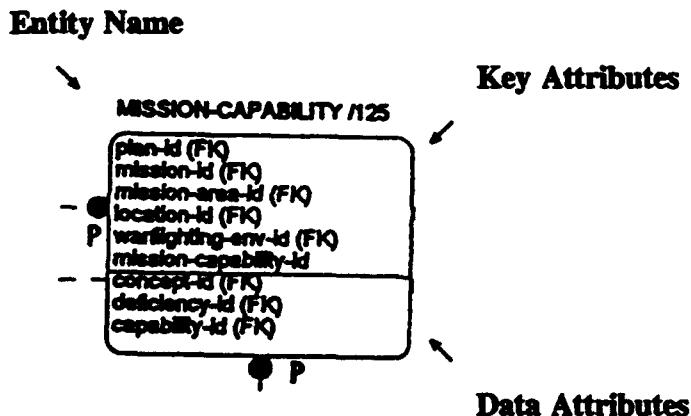 Entity Name
Key Attributes
MISSION-CAPABILITY /125
plan-id (FK)
mission-id (FK)
mission-area-id (FK)
location-id (FK)
P
warfighting-env-id (FK)
mission-capability-id
concept-id (FK)
deficiency-id (FK)
capability-id (FK)
P
Data Attributes